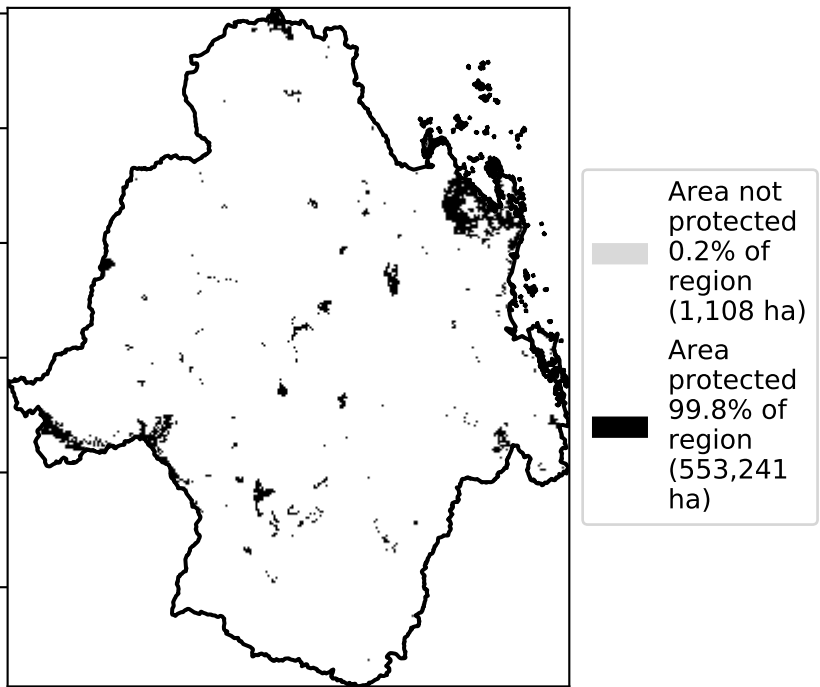 Area not
protected
0.2% of
region
(1,108 ha)
Area
protected
99.8% of
region
(553,241
ha)